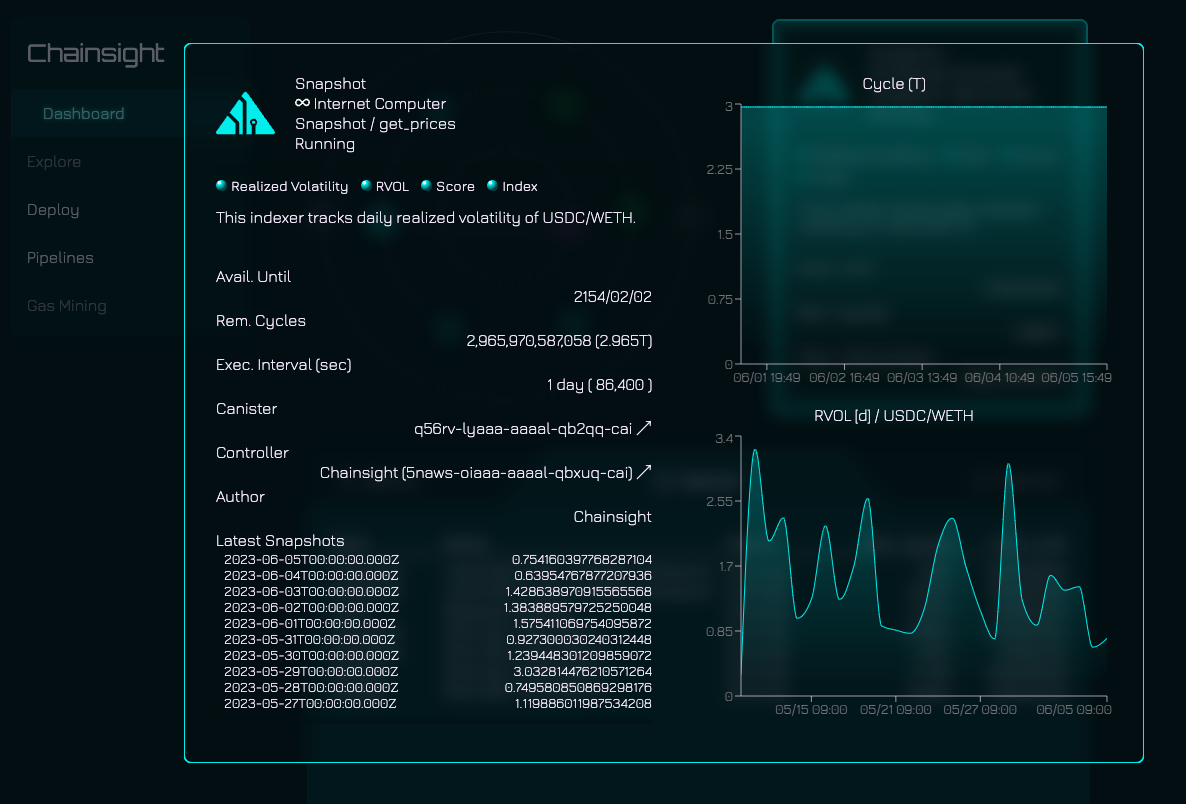 Chainsight
Dashboard
Explore
Deploy
Pipelines
Gas Mining
Snapshot
∞ Internet Computer
Snapshot / get_prices
Running
Realized Volatility RVOL Score Index
This indexer tracks daily realized volatility of USDC/WETH.
Avail. Until
2154/02/02
Rem. Cycles
2,965,970,587,058 (2.965T)
Exec. Interval (sec)
1 day ( 86,400 )
Canister
q56rv-lyaaa-aaaal-qb2qq-cai ↗
Controller
Chainsight (5naws-oiaaa-aaaal-qbxuq-cai) ↗
Author
Chainsight
Latest Snapshots
2023-06-05T00:00:00.000Z 0.754160397768287104
2023-06-04T00:00:00.000Z 0.63954767877207936
2023-06-03T00:00:00.000Z 1.428638970915565568
2023-06-02T00:00:00.000Z 1.383889579725250048
2023-06-01T00:00:00.000Z 1.575411069754095872
2023-05-31T00:00:00.000Z 0.927300030240312448
2023-05-30T00:00:00.000Z 1.239448301209859072
2023-05-29T00:00:00.000Z 3.032814476210571264
2023-05-28T00:00:00.000Z 0.749580850869298176
2023-05-27T00:00:00.000Z 1.119886011987534208
Cycle (T)
3
2.25
1.5
0.75
0
06/01 19:49 06/02 16:49 06/03 13:49 06/04 10:49 06/05 15:49
RVOL [d] / USDC/WETH
3.4
2.55
1.7
0.85
0
05/15 09:00 05/21 09:00 05/27 09:00 06/05 09:00